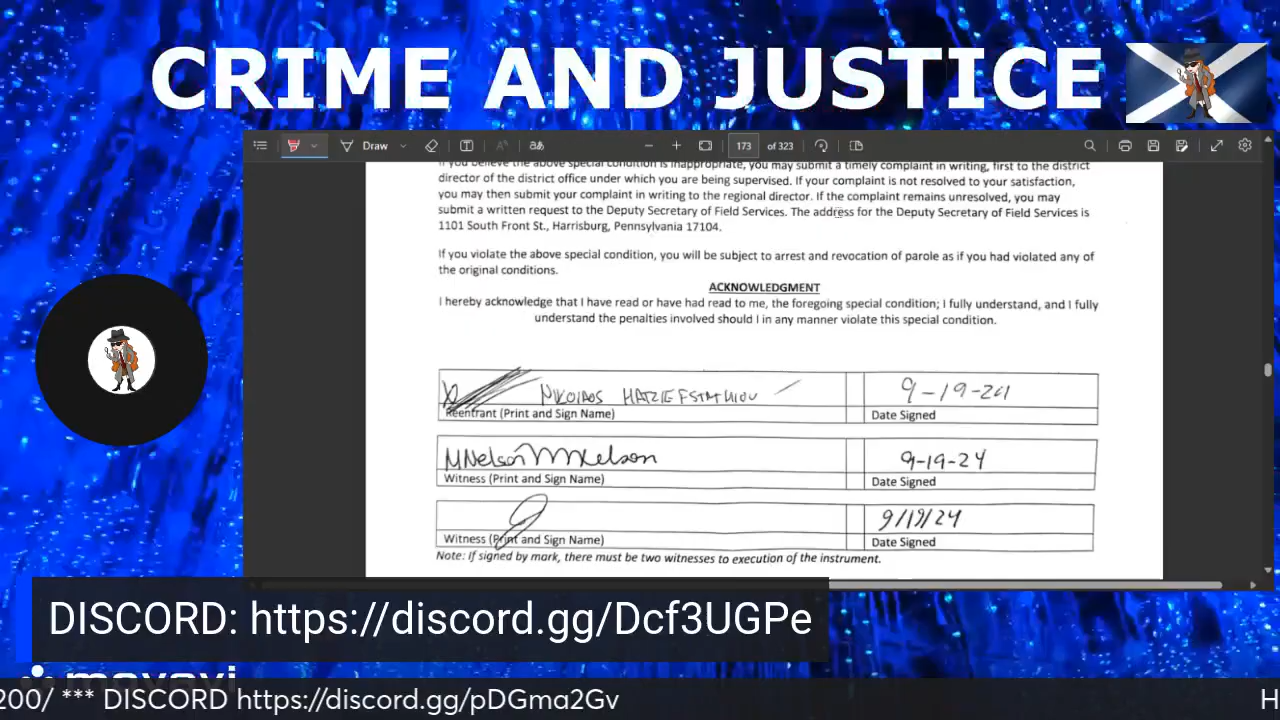 CRIME AND JUSTICE
Draw
aあ
173 of 323
If you believe the above special condition is inappropriate, you may submit a timely complaint in writing, first to the district
director of the district office under which you are being supervised. If your complaint is not resolved to your satisfaction,
you may then submit your complaint in writing to the regional director. If the complaint remains unresolved, you may
submit a written request to the Deputy Secretary of Field Services. The address for the Deputy Secretary of Field Services is
1101 South Front St., Harrisburg, Pennsylvania 17104.
If you violate the above special condition, you will be subject to arrest and revocation of parole as if you had violated any of
the original conditions.
ACKNOWLEDGMENT
I hereby acknowledge that I have read or have had read to me, the foregoing special condition; I fully understand, and I fully
understand the penalties involved should I in any manner violate this special condition.
NIKOLAOS HATZIEFSTATHIOU 9-19-24
Reentrant (Print and Sign Name) Date Signed
MNelson MNelson 9-19-24
Witness (Print and Sign Name) Date Signed
9/19/24
Witness (Print and Sign Name) Date Signed
Note: If signed by mark, there must be two witnesses to execution of the instrument.
DISCORD: https://discord.gg/Dcf3UGPe
movavi
200/ *** DISCORD https://discord.gg/pDGma2Gv H